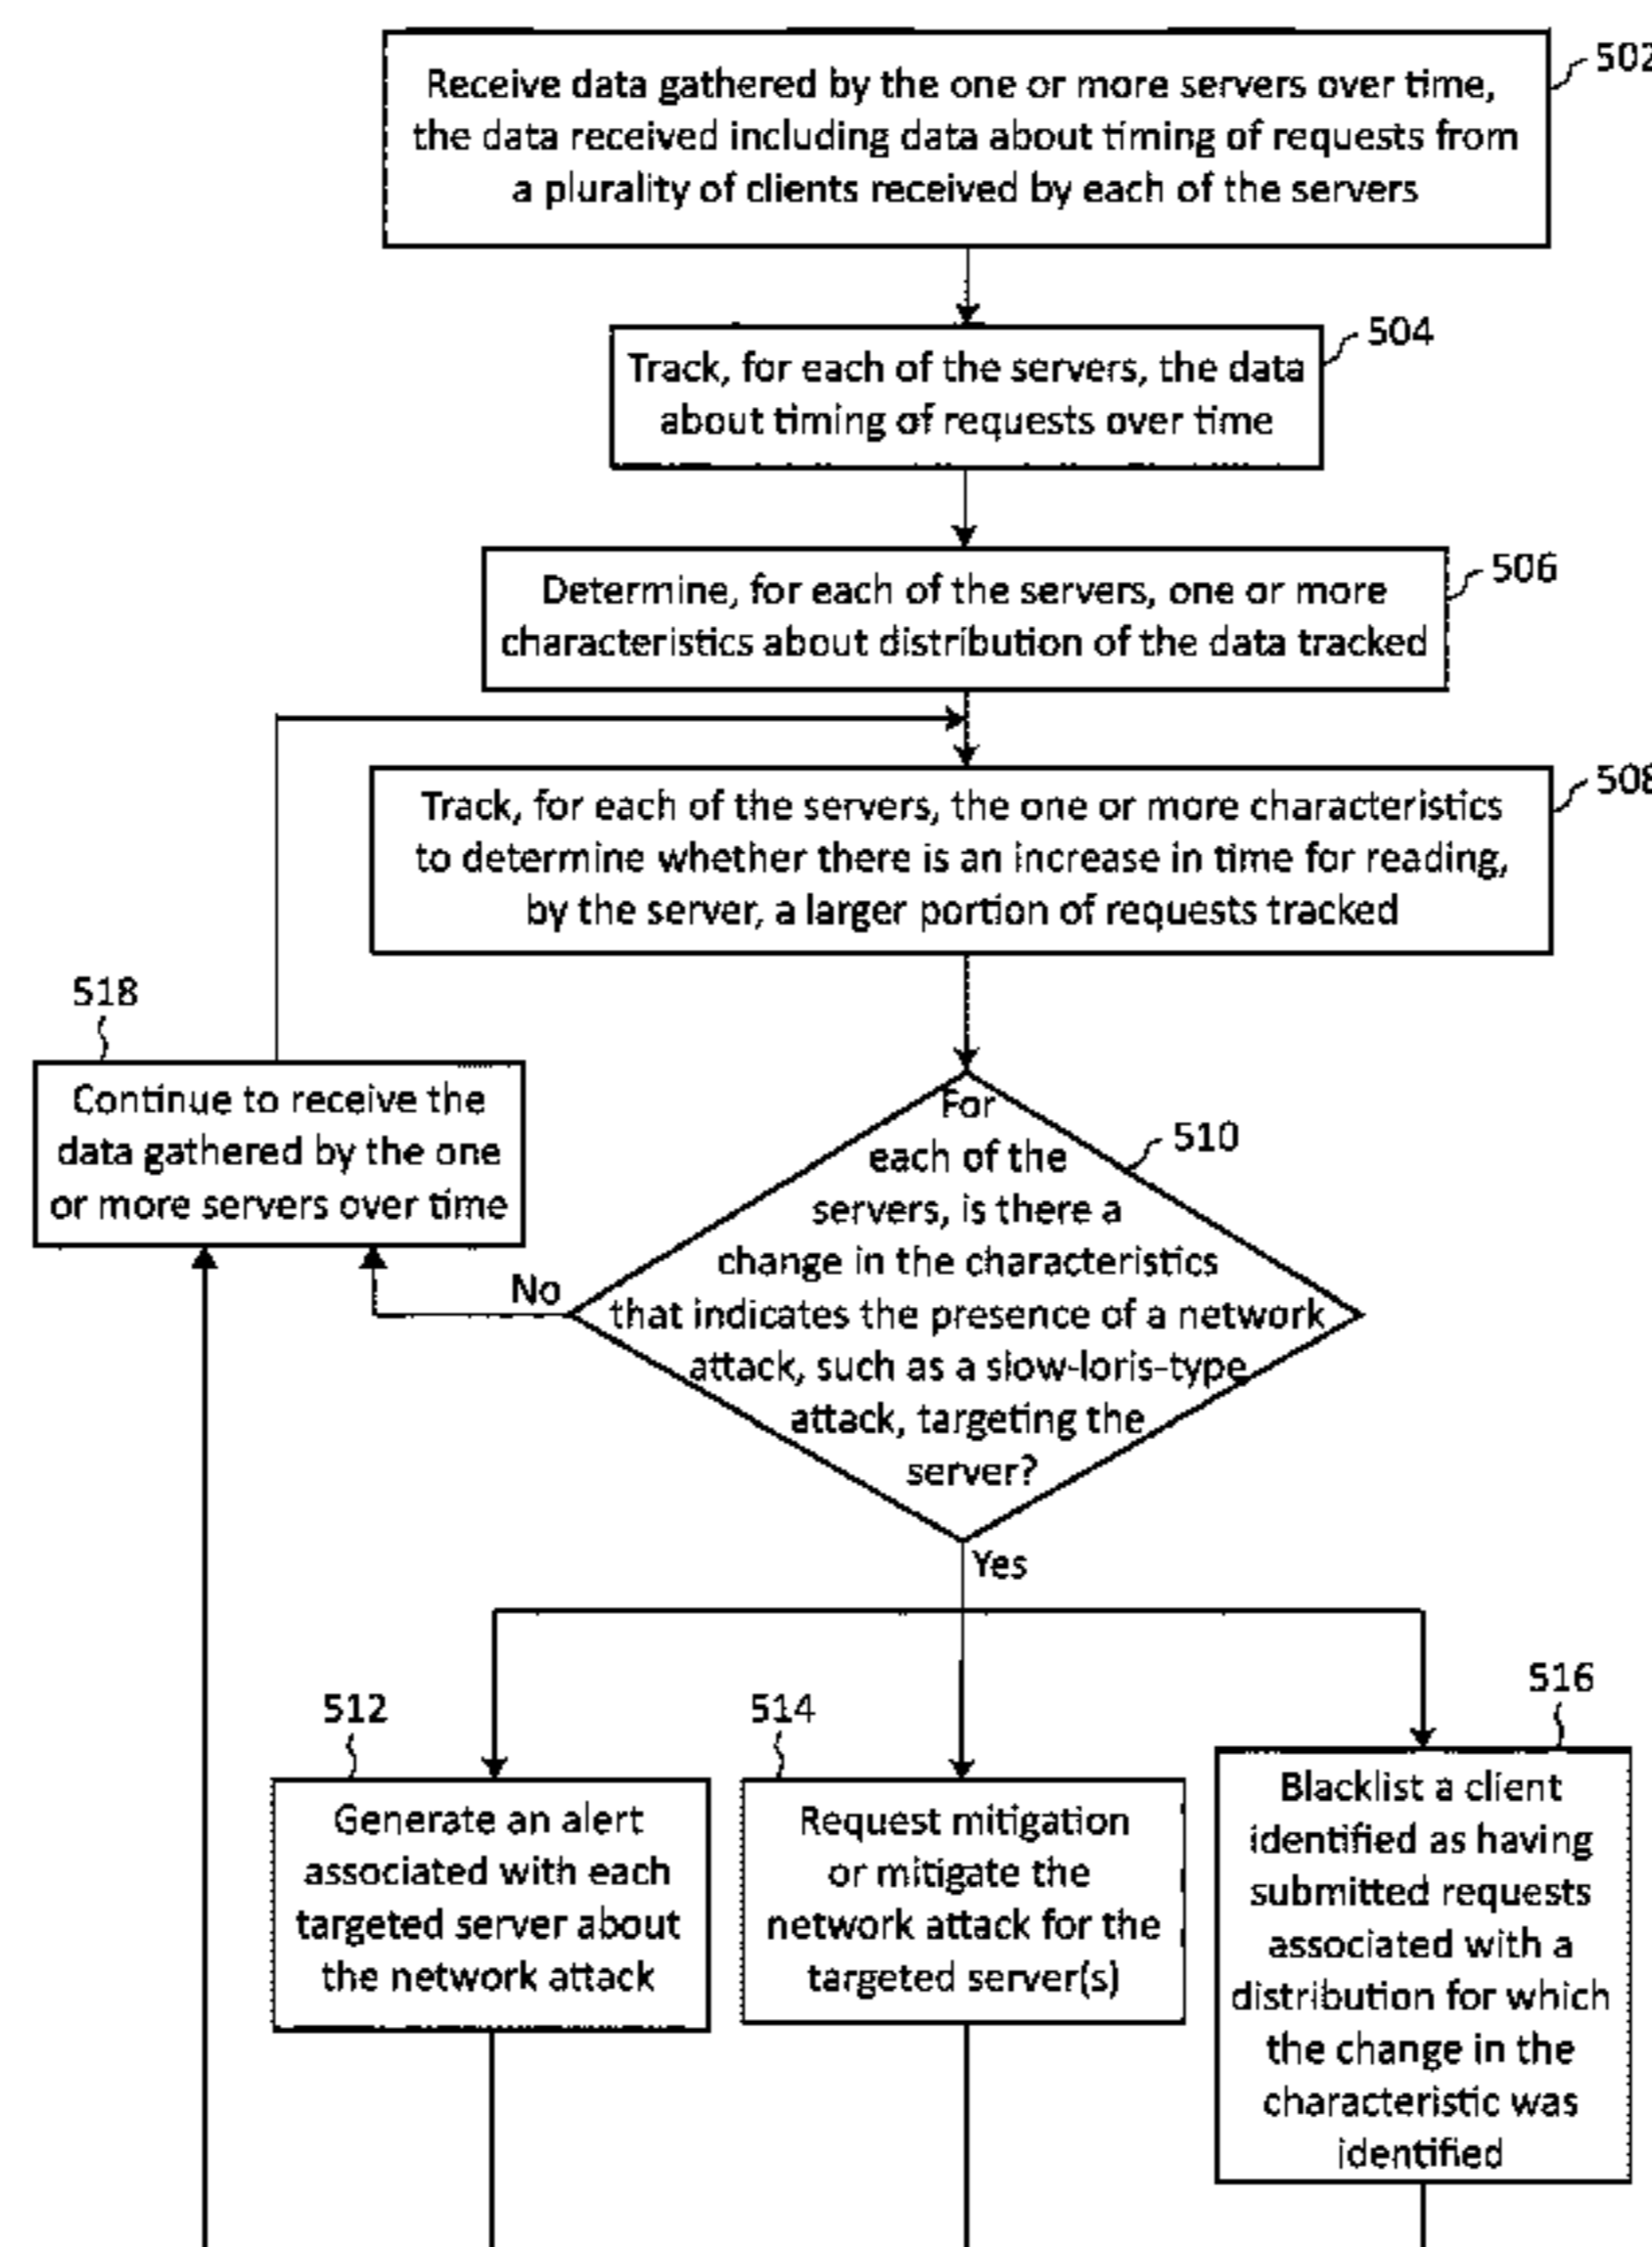 502
Receive data gathered by the one or more servers over time,
the data received including data about timing of requests from
a plurality of clients received by each of the servers
504
Track, for each of the servers, the data
about timing of requests over time
506
Determine, for each of the servers, one or more
characteristics about distribution of the data tracked
508
Track, for each of the servers, the one or more characteristics
to determine whether there is an increase in time for reading,
by the server, a larger portion of requests tracked
518
Continue to receive the
data gathered by the one
or more servers over time
510
For
each of the
servers, is there a
change in the characteristics
that indicates the presence of a network
attack, such as a slow-loris-type
attack, targeting the
server?
No
Yes
512
Generate an alert
associated with each
targeted server about
the network attack
514
Request mitigation
or mitigate the
network attack for the
targeted server(s)
516
Blacklist a client
identified as having
submitted requests
associated with a
distribution for which
the change in the
characteristic was
identified